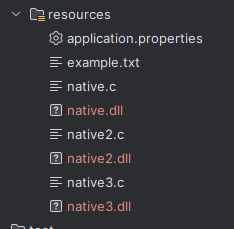 resources
application.properties
example.txt
native.c
native.dll
native2.c
native2.dll
native3.c
native3.dll